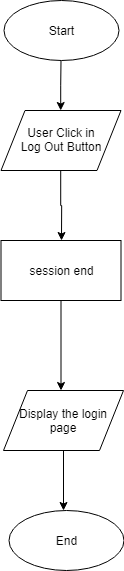 Start
User Click in
Log Out Button
session end
Display the login
page
End